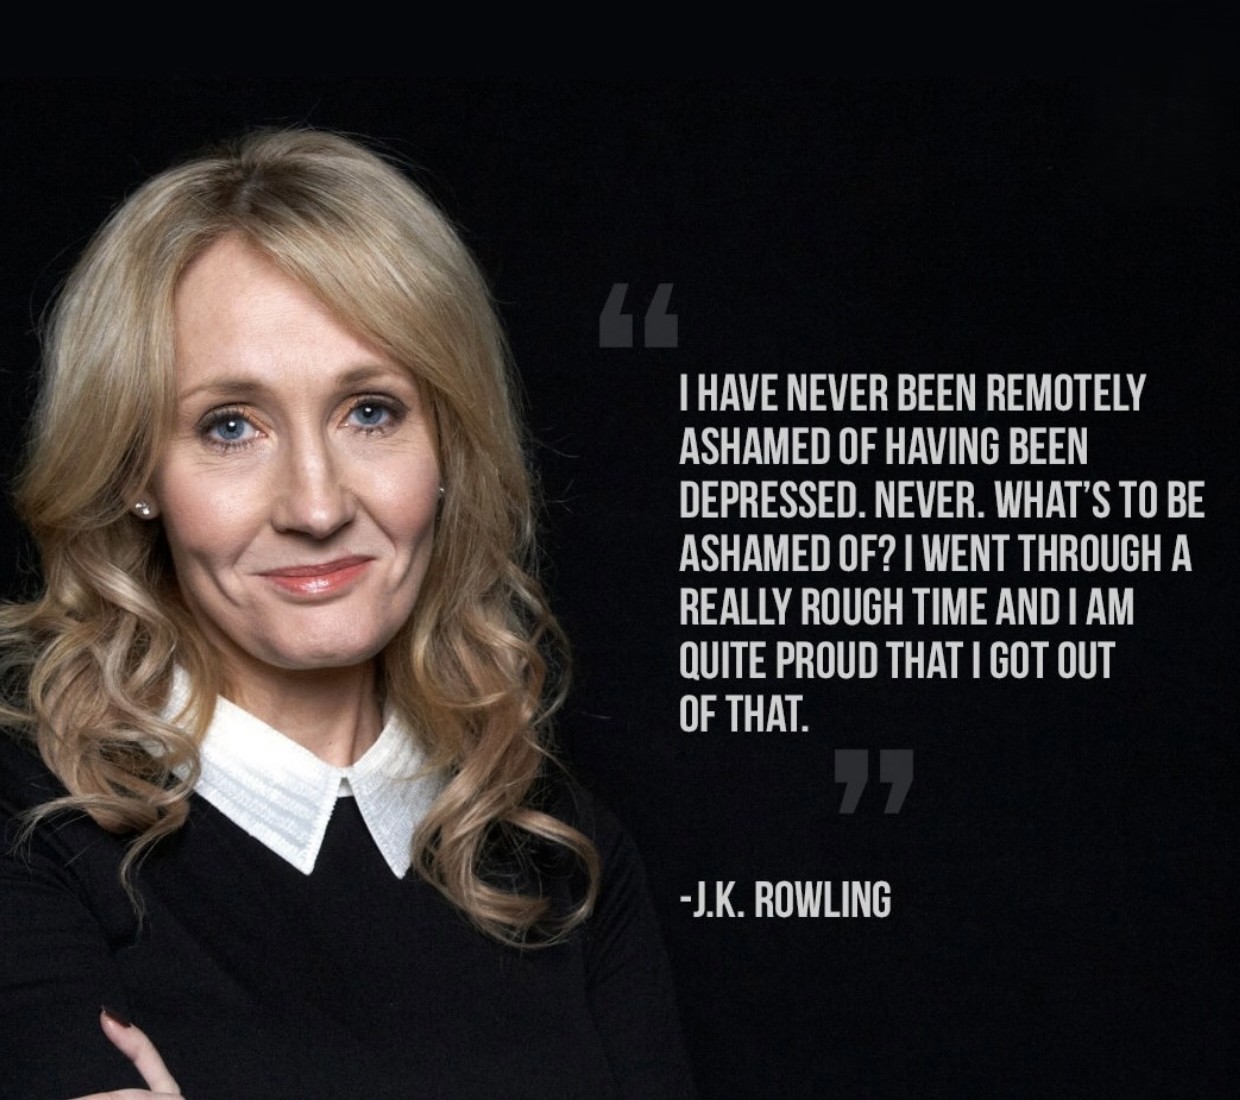 “
I HAVE NEVER BEEN REMOTELY
ASHAMED OF HAVING BEEN
DEPRESSED. NEVER. WHAT’S TO BE
ASHAMED OF? I WENT THROUGH A
REALLY ROUGH TIME AND I AM
QUITE PROUD THAT I GOT OUT
OF THAT.
”
-J.K. ROWLING